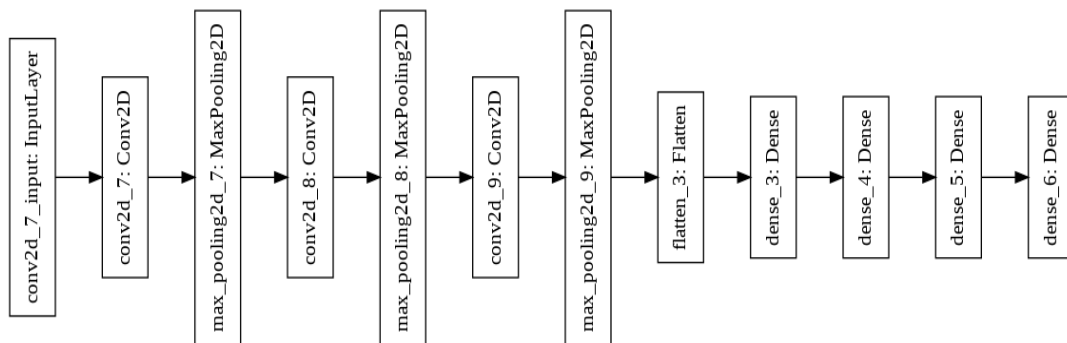 conv2d_7_input: InputLayer
conv2d_7: Conv2D
max_pooling2d_7: MaxPooling2D
conv2d_8: Conv2D
max_pooling2d_8: MaxPooling2D
conv2d_9: Conv2D
max_pooling2d_9: MaxPooling2D
flatten_3: Flatten
dense_3: Dense
dense_4: Dense
dense_5: Dense
dense_6: Dense